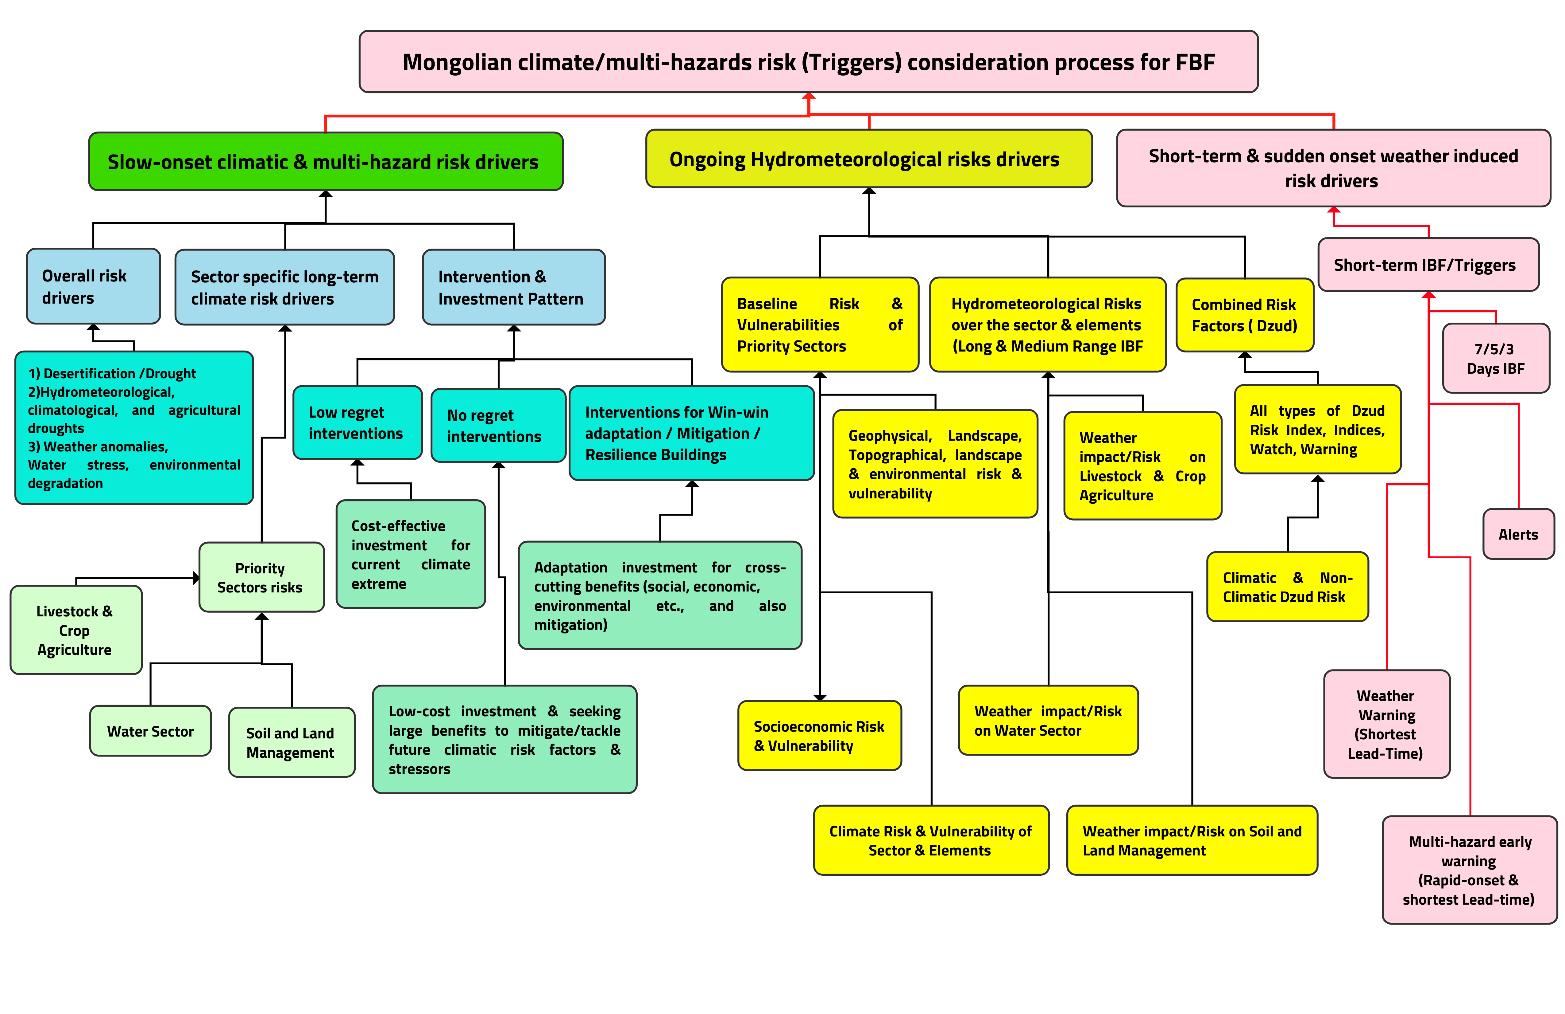 Mongolian climate/multi-hazards risk (Triggers) consideration process for FBF
Slow-onset climatic & multi-hazard risk drivers
Ongoing Hydrometeorological risks drivers
Short-term & sudden onset weather induced
risk drivers
Overall risk
drivers
Sector specific long-term
climate risk drivers
Intervention &
Investment Pattern
Baseline Risk &
Vulnerabilities of
Priority Sectors
Hydrometeorological Risks
over the sector & elements
(Long & Medium Range IBF
Combined Risk
Factors ( Dzud)
Short-term IBF/Triggers
1) Desertification /Drought
2)Hydrometeorological,
climatological, and agricultural
droughts
3) Weather anomalies,
Water stress, environmental
degradation
Low regret
interventions
No regret
interventions
Interventions for Win-win
adaptation / Mitigation /
Resilience Buildings
Geophysical, Landscape,
Topographical, landscape
& environmental risk &
vulnerability
Weather
impact/Risk on
Livestock & Crop
Agriculture
All types of Dzud
Risk Index, Indices,
Watch, Warning
7/5/3
Days IBF
Alerts
Priority
Sectors risks
Livestock &
Crop
Agriculture
Cost-effective
investment for
current climate
extreme
Adaptation investment for cross-
cutting benefits (social, economic,
environmental etc., and also
mitigation)
Climatic & Non-
Climatic Dzud Risk
Water Sector
Soil and Land
Management
Low-cost investment & seeking
large benefits to mitigate/tackle
future climatic risk factors &
stressors
Socioeconomic Risk
& Vulnerability
Weather impact/Risk
on Water Sector
Weather
Warning
(Shortest
Lead-Time)
Climate Risk & Vulnerability of
Sector & Elements
Weather impact/Risk on Soil and
Land Management
Multi-hazard early
warning
(Rapid-onset &
shortest Lead-time)